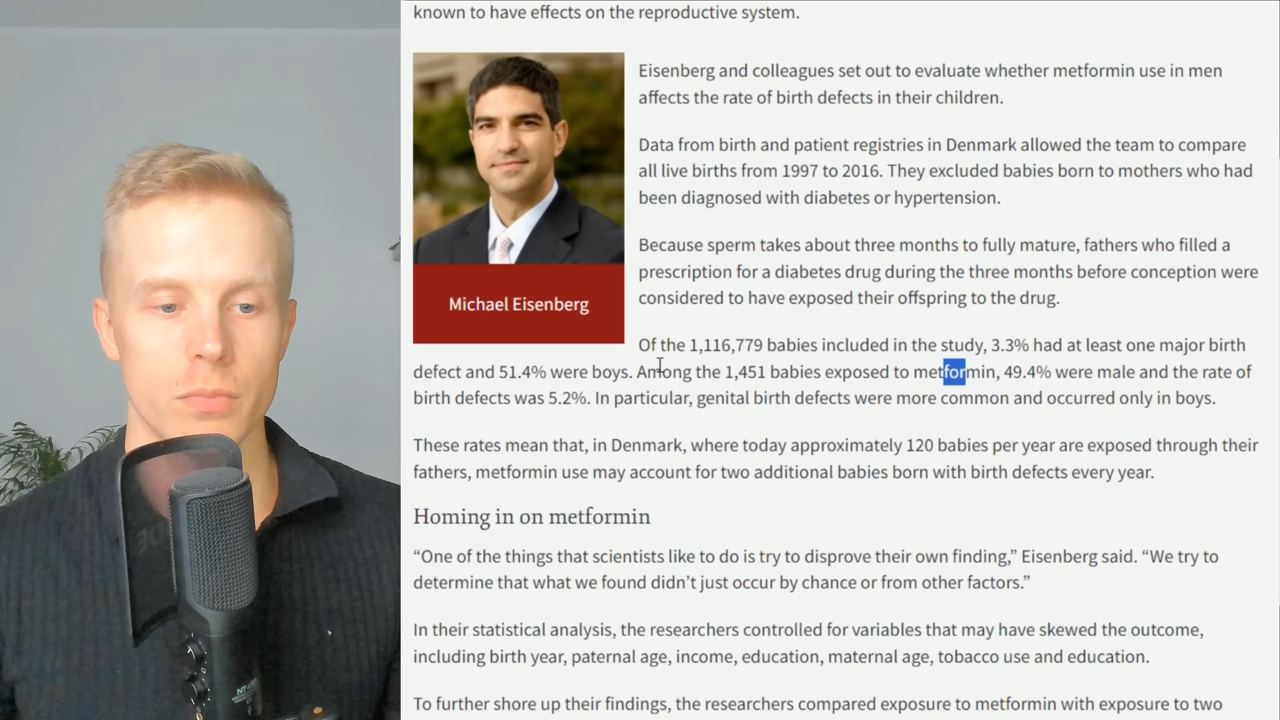 known to have effects on the reproductive system.
Eisenberg and colleagues set out to evaluate whether metformin use in men
affects the rate of birth defects in their children.
Data from birth and patient registries in Denmark allowed the team to compare
all live births from 1997 to 2016. They excluded babies born to mothers who had
been diagnosed with diabetes or hypertension.
Because sperm takes about three months to fully mature, fathers who filled a
prescription for a diabetes drug during the three months before conception were
considered to have exposed their offspring to the drug.
Michael Eisenberg
Of the 1,116,779 babies included in the study, 3.3% had at least one major birth
defect and 51.4% were boys. Among the 1,451 babies exposed to metformin, 49.4% were male and the rate of
birth defects was 5.2%. In particular, genital birth defects were more common and occurred only in boys.
These rates mean that, in Denmark, where today approximately 120 babies per year are exposed through their
fathers, metformin use may account for two additional babies born with birth defects every year.
Homing in on metformin
“One of the things that scientists like to do is try to disprove their own finding,” Eisenberg said. “We try to
determine that what we found didn’t just occur by chance or from other factors.”
In their statistical analysis, the researchers controlled for variables that may have skewed the outcome,
including birth year, paternal age, income, education, maternal age, tobacco use and education.
To further shore up their findings, the researchers compared exposure to metformin with exposure to two